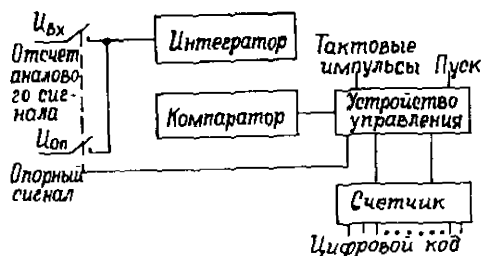 Uвх
Отсчет
аналово
го сиг-
нала
Uоп
Опорный
сигнал
Интегратор
Компаратор
Тактовые
импульсы
Пуск
Устройство
управления
Счетчик
Цифровой код